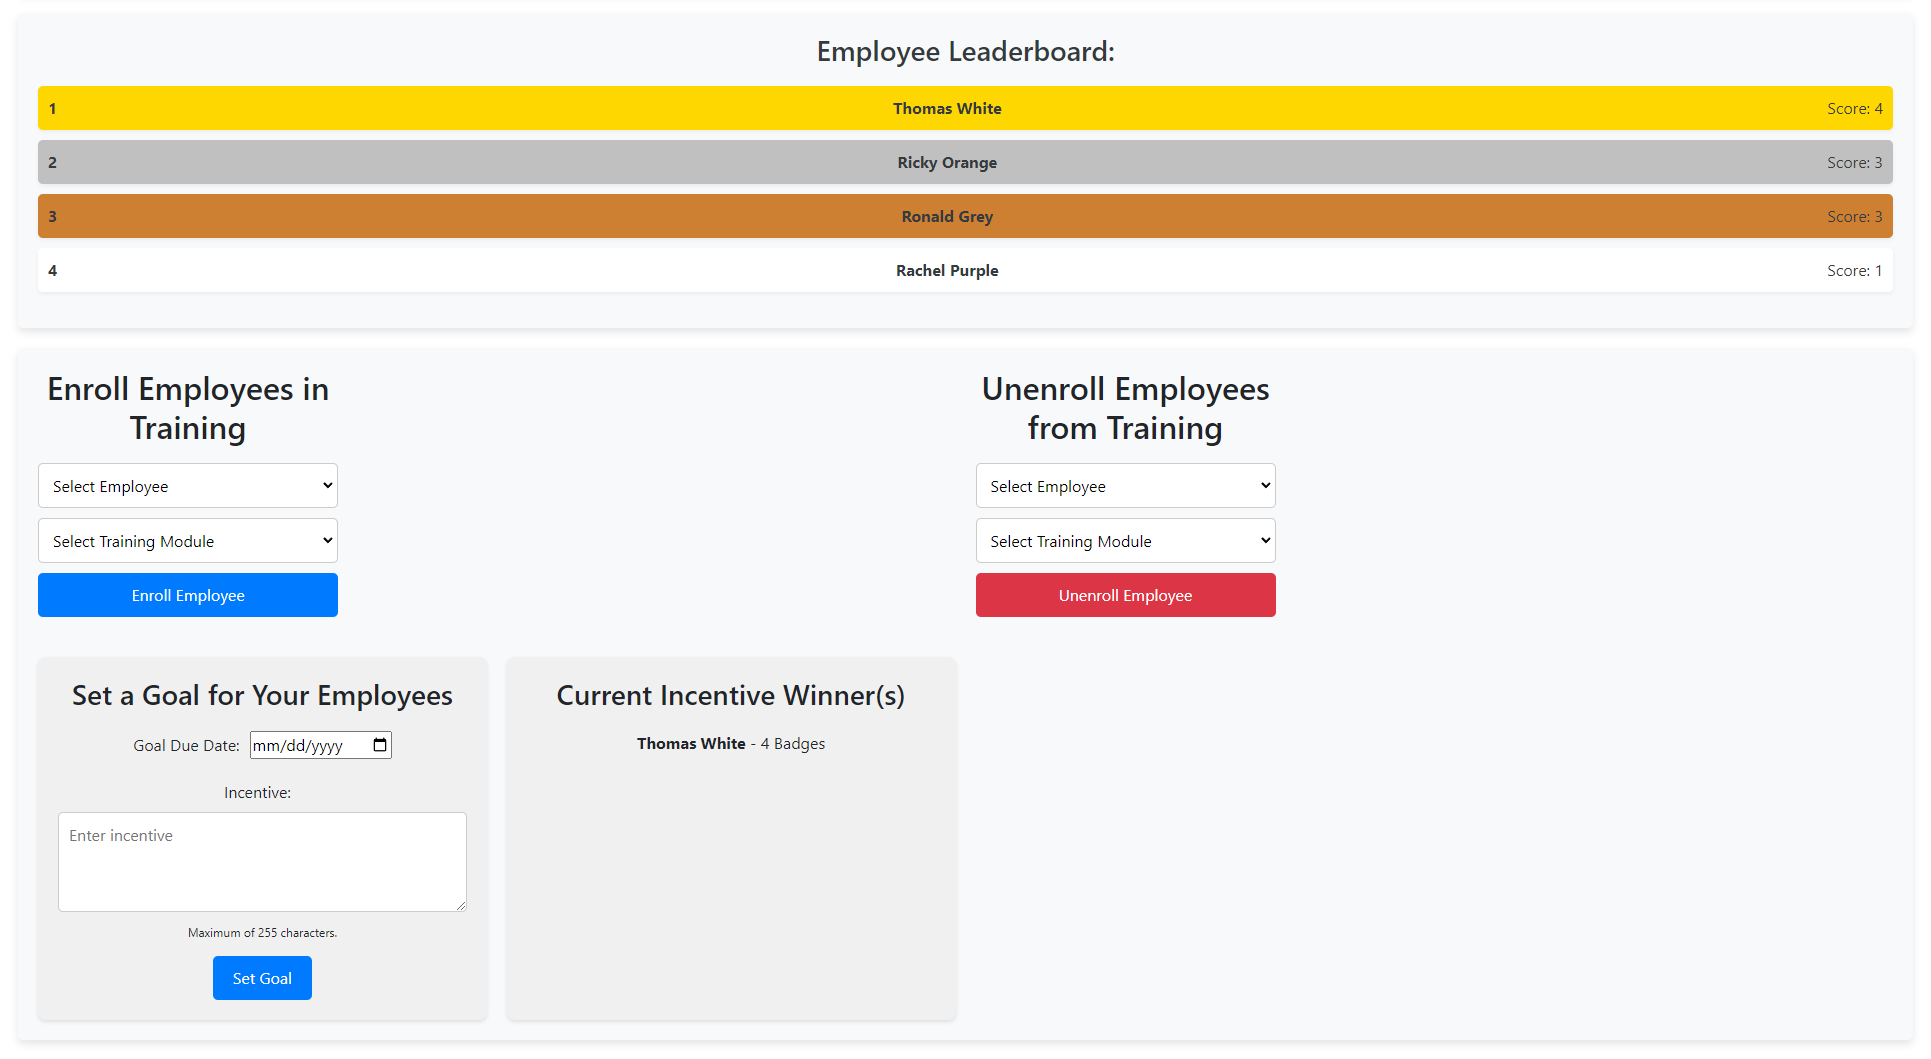 Employee Leaderboard:
1 Thomas White Score: 4
2 Ricky Orange Score: 3
3 Ronald Grey Score: 3
4 Rachel Purple Score: 1
Enroll Employees in
Training
Select Employee
Select Training Module
Enroll Employee
Unenroll Employees
from Training
Select Employee
Select Training Module
Unenroll Employee
Set a Goal for Your Employees
Goal Due Date: mm/dd/yyyy
Incentive:
Enter incentive
Maximum of 255 characters.
Set Goal
Current Incentive Winner(s)
Thomas White - 4 Badges